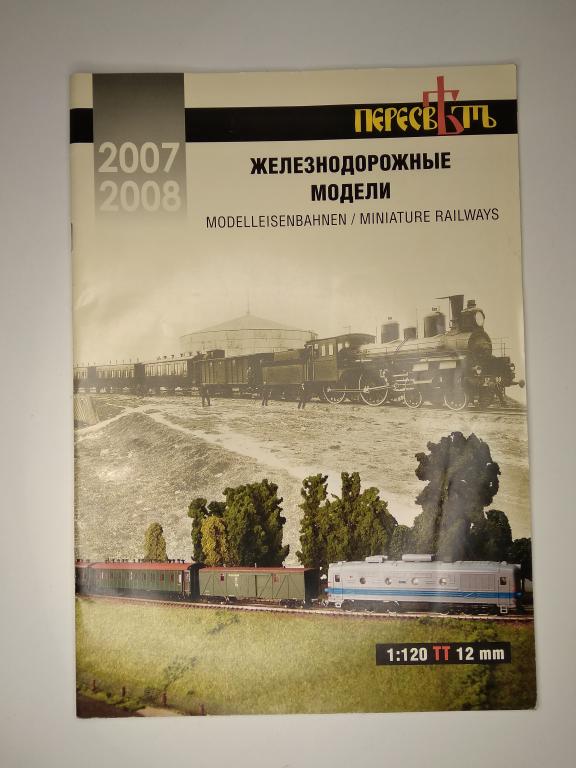 ПЕРЕСВѢТЪ
2007
2008
ЖЕЛЕЗНОДОРОЖНЫЕ
МОДЕЛИ
MODELLEISENBAHNEN / MINIATURE RAILWAYS
1:120 TT 12 mm